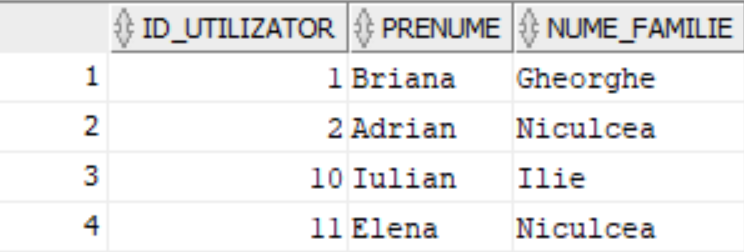 ID_UTILIZATOR PRENUME NUME_FAMILIE
1 1 Briana Gheorghe
2 2 Adrian Niculcea
3 10 Iulian Ilie
4 11 Elena Niculcea